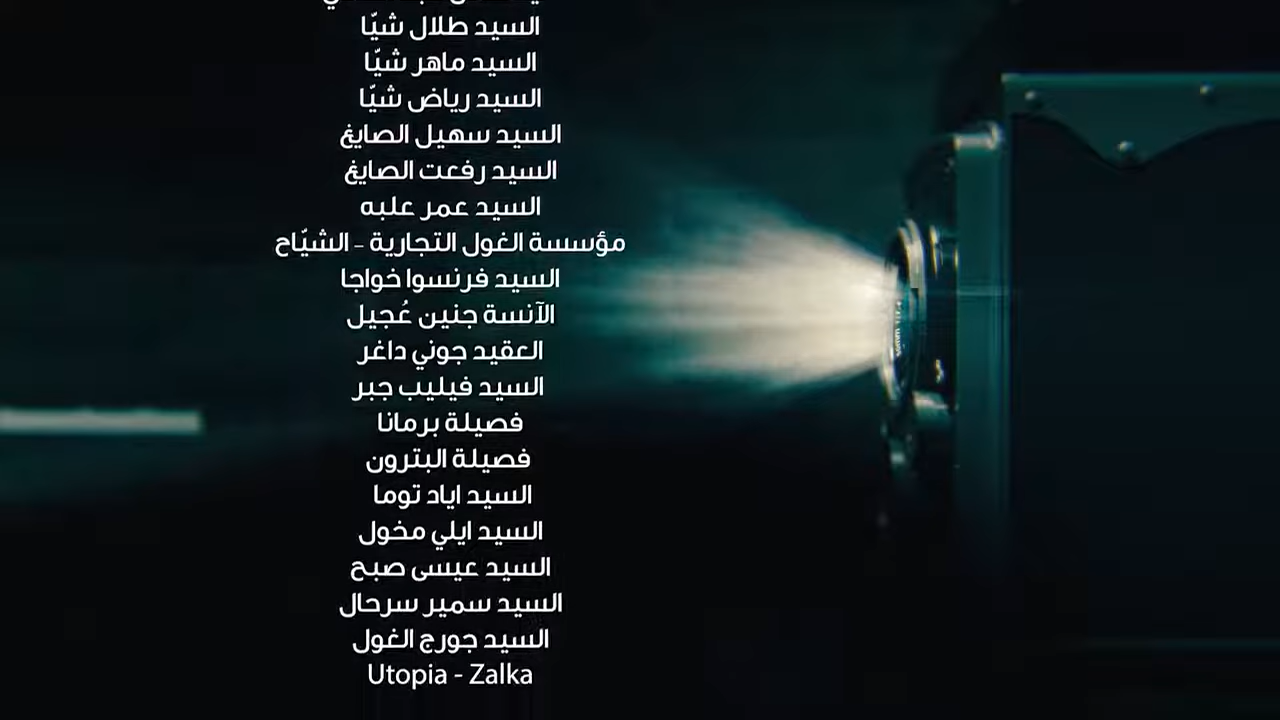 السيد طلال شيّا
السيد ماهر شيّا
السيد رياض شيّا
السيد سهيل الصايغ
السيد رفعت الصايغ
السيد عمر علبه
مؤسسة الغول التجارية - الشيّاح
السيد فرنسوا خواجا
الآنسة جنين عُجيل
العقيد جوني داغر
السيد فيليب جبر
فصيلة برمانا
فصيلة البترون
السيد اياد توما
السيد ايلي مخول
السيد عيسى صبح
السيد سمير سرحال
السيد جورج الغول
Utopia - Zalka